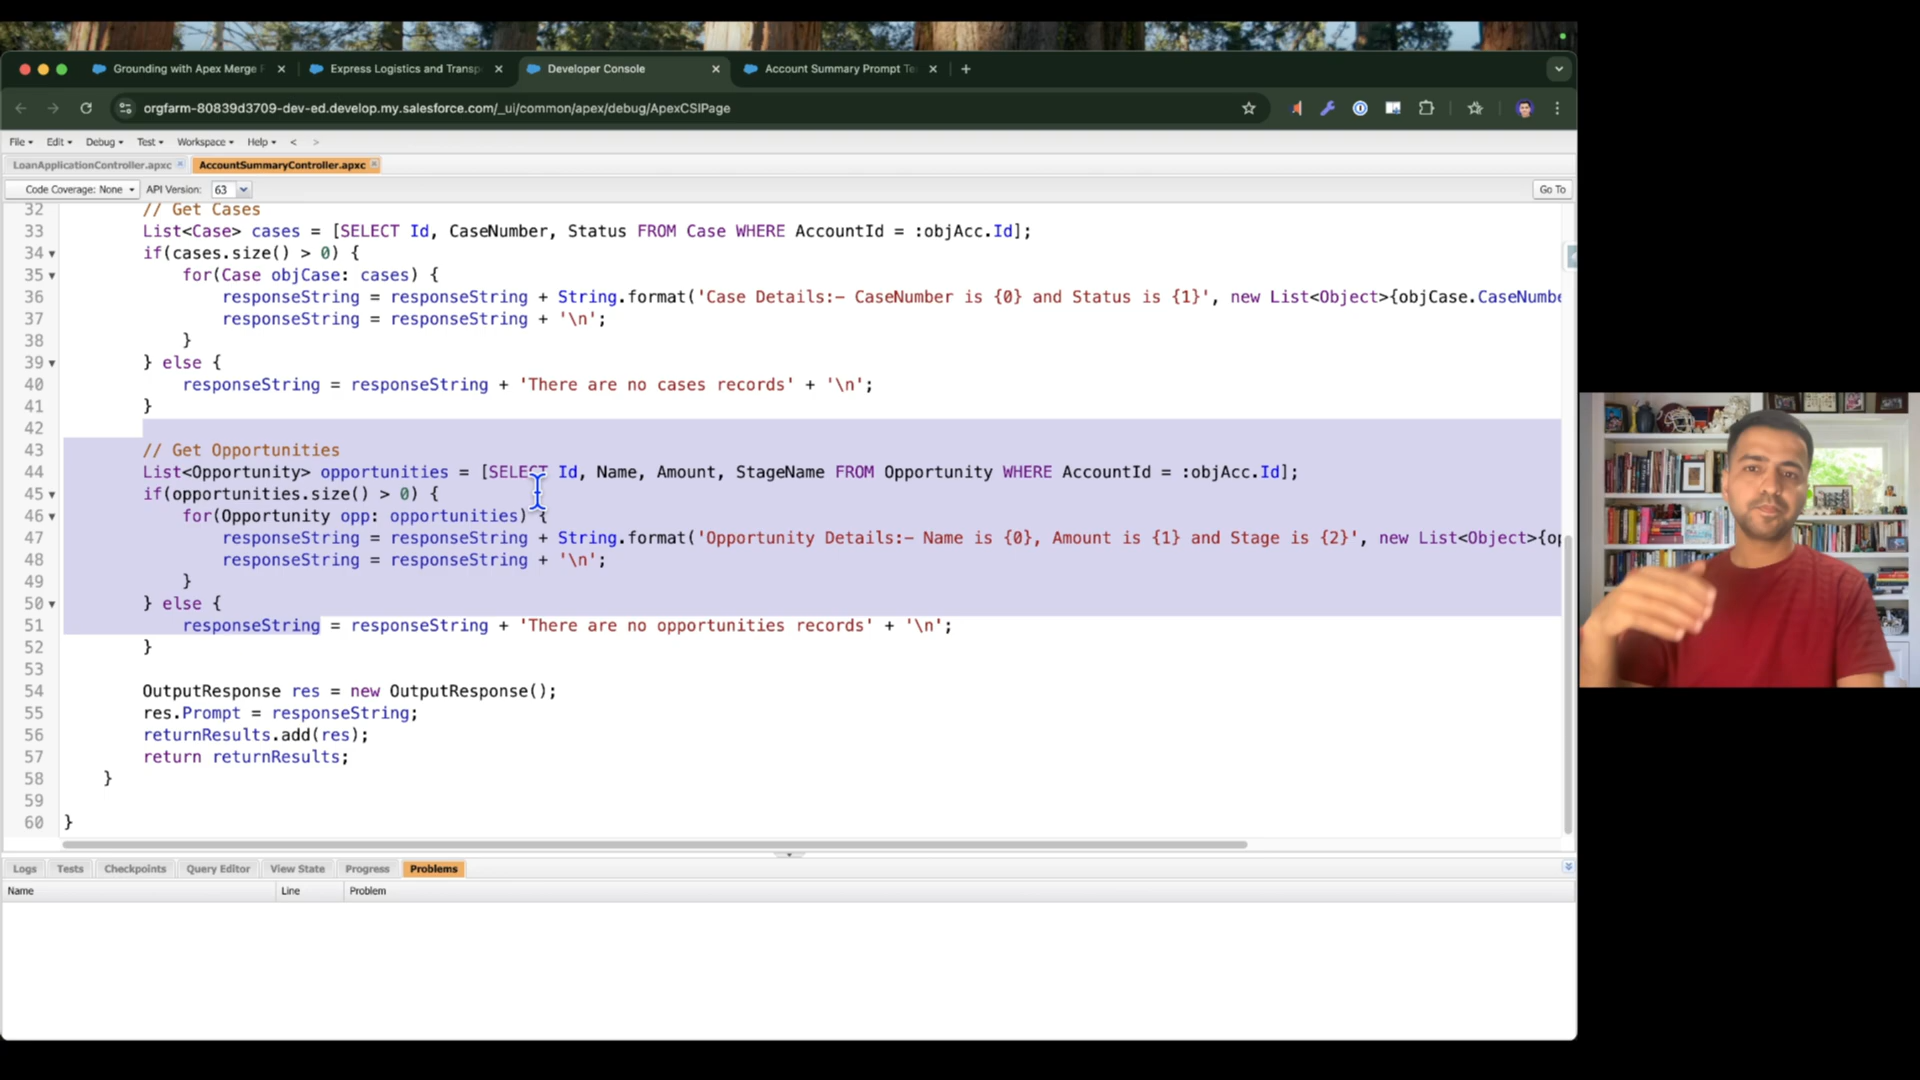 Grounding with Apex Merge F
Express Logistics and Transp
Developer Console
Account Summary Prompt Te
orgfarm-80839d3709-dev-ed.develop.my.salesforce.com/_ui/common/apex/debug/ApexCSIPage
File Edit Debug Test Workspace Help < >
LoanApplicationController.apxc AccountSummaryController.apxc
Code Coverage: None API Version: 63 Go To
32 // Get Cases
33 List<Case> cases = [SELECT Id, CaseNumber, Status FROM Case WHERE AccountId = :objAcc.Id];
34 if(cases.size() > 0) {
35 for(Case objCase: cases) {
36 responseString = responseString + String.format('Case Details:- CaseNumber is {0} and Status is {1}', new List<Object>{objCase.CaseNumbe
37 responseString = responseString + '\n';
38 }
39 } else {
40 responseString = responseString + 'There are no cases records' + '\n';
41 }
42
43 // Get Opportunities
44 List<Opportunity> opportunities = [SELECT Id, Name, Amount, StageName FROM Opportunity WHERE AccountId = :objAcc.Id];
45 if(opportunities.size() > 0) {
46 for(Opportunity opp: opportunities) {
47 responseString = responseString + String.format('Opportunity Details:- Name is {0}, Amount is {1} and Stage is {2}', new List<Object>{op
48 responseString = responseString + '\n';
49 }
50 } else {
51 responseString = responseString + 'There are no opportunities records' + '\n';
52 }
53
54 OutputResponse res = new OutputResponse();
55 res.Prompt = responseString;
56 returnResults.add(res);
57 return returnResults;
58 }
59
60 }
Logs Tests Checkpoints Query Editor View State Progress Problems
Name Line Problem